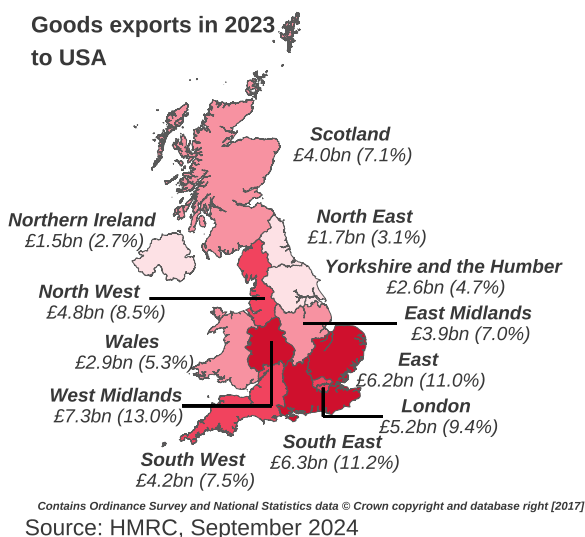 Goods exports in 2023
to USA
Scotland
£4.0bn (7.1%)
Northern Ireland
£1.5bn (2.7%)
North East
£1.7bn (3.1%)
Yorkshire and the Humber
£2.6bn (4.7%)
North West
£4.8bn (8.5%)
East Midlands
£3.9bn (7.0%)
Wales
£2.9bn (5.3%)
East
£6.2bn (11.0%)
West Midlands
£7.3bn (13.0%)
London
£5.2bn (9.4%)
South East
£6.3bn (11.2%)
South West
£4.2bn (7.5%)
Contains Ordinance Survey and National Statistics data © Crown copyright and database right [2017]
Source: HMRC, September 2024